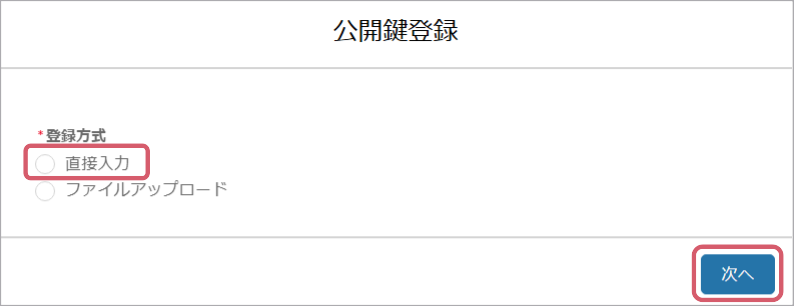 公開鍵登録
*登録方式
直接入力
ファイルアップロード
次へ